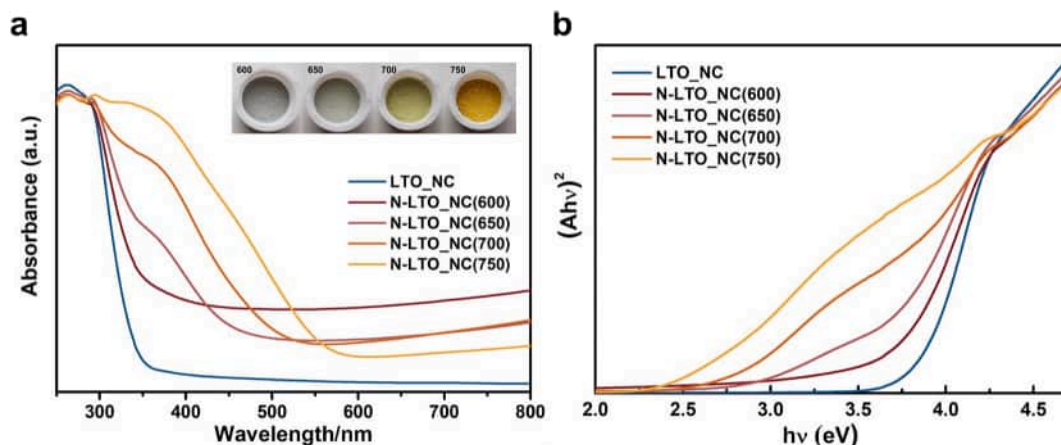 a
600 650 700 750
LTO_NC
N-LTO_NC(600)
N-LTO_NC(650)
N-LTO_NC(700)
N-LTO_NC(750)
Absorbance (a.u.)
300 400 500 600 700 800
Wavelength/nm
b
LTO_NC
N-LTO_NC(600)
N-LTO_NC(650)
N-LTO_NC(700)
N-LTO_NC(750)
(Ahν)²
2.0 2.5 3.0 3.5 4.0 4.5
hν (eV)